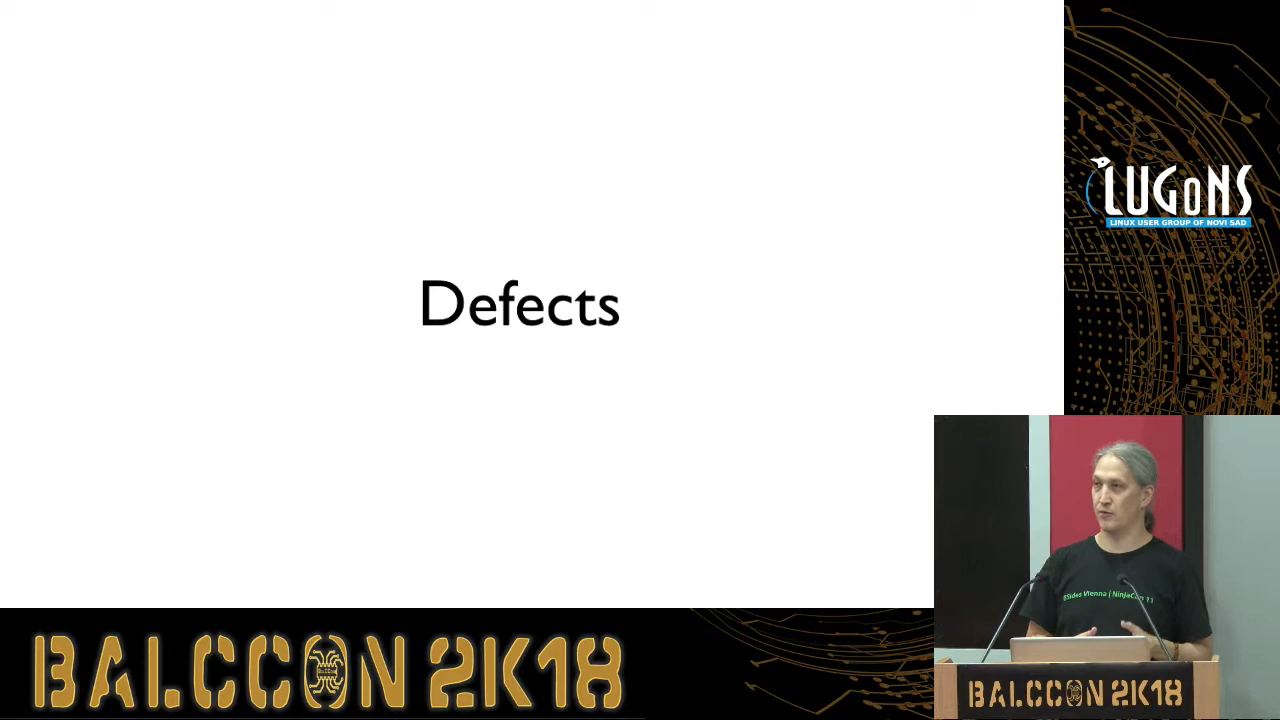 Defects
LUGoNS
LINUX USER GROUP OF NOVI SAD
BSides Vienna | NinjaCon 11
BALCCON 2K18
BALCCON 2K18